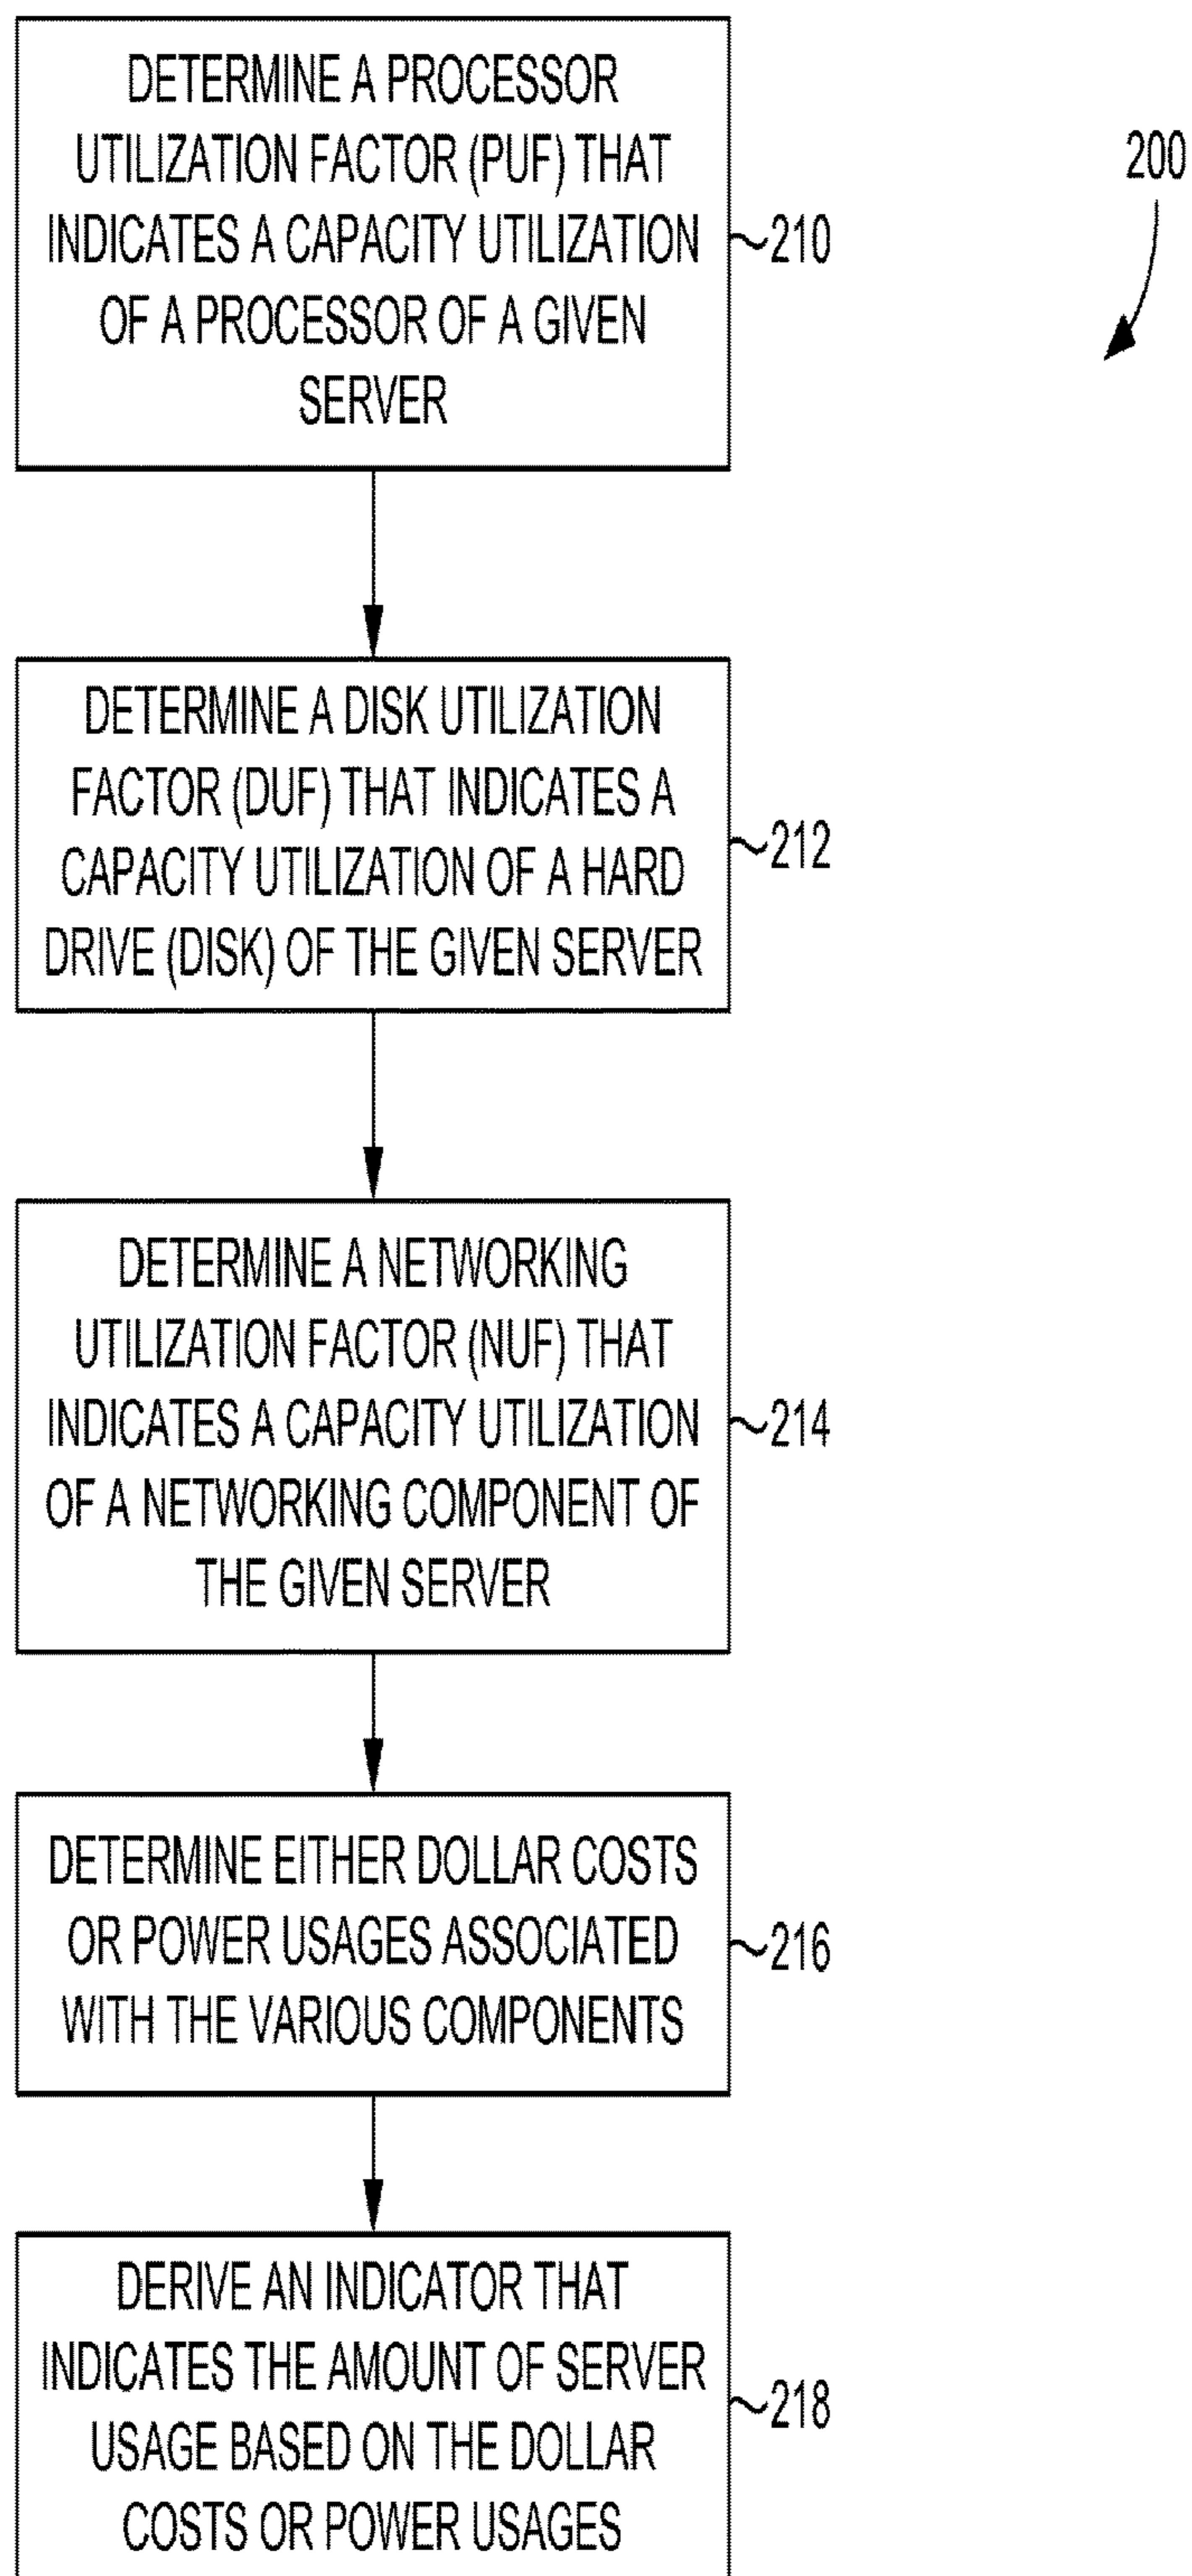 DETERMINE A PROCESSOR
UTILIZATION FACTOR (PUF) THAT
INDICATES A CAPACITY UTILIZATION
OF A PROCESSOR OF A GIVEN
SERVER
210
200
DETERMINE A DISK UTILIZATION
FACTOR (DUF) THAT INDICATES A
CAPACITY UTILIZATION OF A HARD
DRIVE (DISK) OF THE GIVEN SERVER
212
DETERMINE A NETWORKING
UTILIZATION FACTOR (NUF) THAT
INDICATES A CAPACITY UTILIZATION
OF A NETWORKING COMPONENT OF
THE GIVEN SERVER
214
DETERMINE EITHER DOLLAR COSTS
OR POWER USAGES ASSOCIATED
WITH THE VARIOUS COMPONENTS
216
DERIVE AN INDICATOR THAT
INDICATES THE AMOUNT OF SERVER
USAGE BASED ON THE DOLLAR
COSTS OR POWER USAGES
218